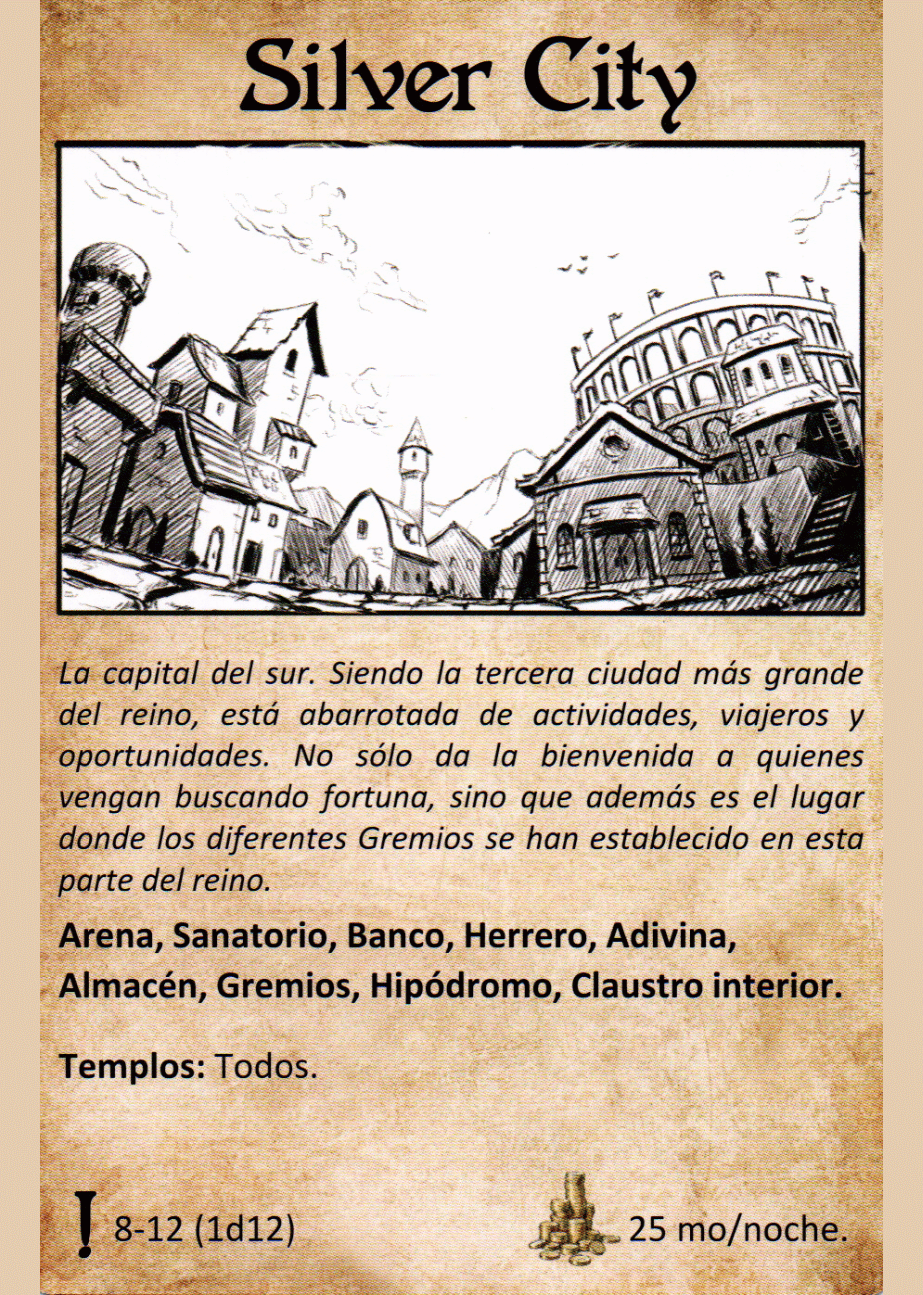 Silver City
La capital del sur. Siendo la tercera ciudad más grande
del reino, está abarrotada de actividades, viajeros y
oportunidades. No sólo da la bienvenida a quienes
vengan buscando fortuna, sino que además es el lugar
donde los diferentes Gremios se han establecido en esta
parte del reino.
Arena, Sanatorio, Banco, Herrero, Adivina,
Almacén, Gremios, Hipódromo, Claustro interior.
Templos: Todos.
! 8-12 (1d12)
25 mo/noche.